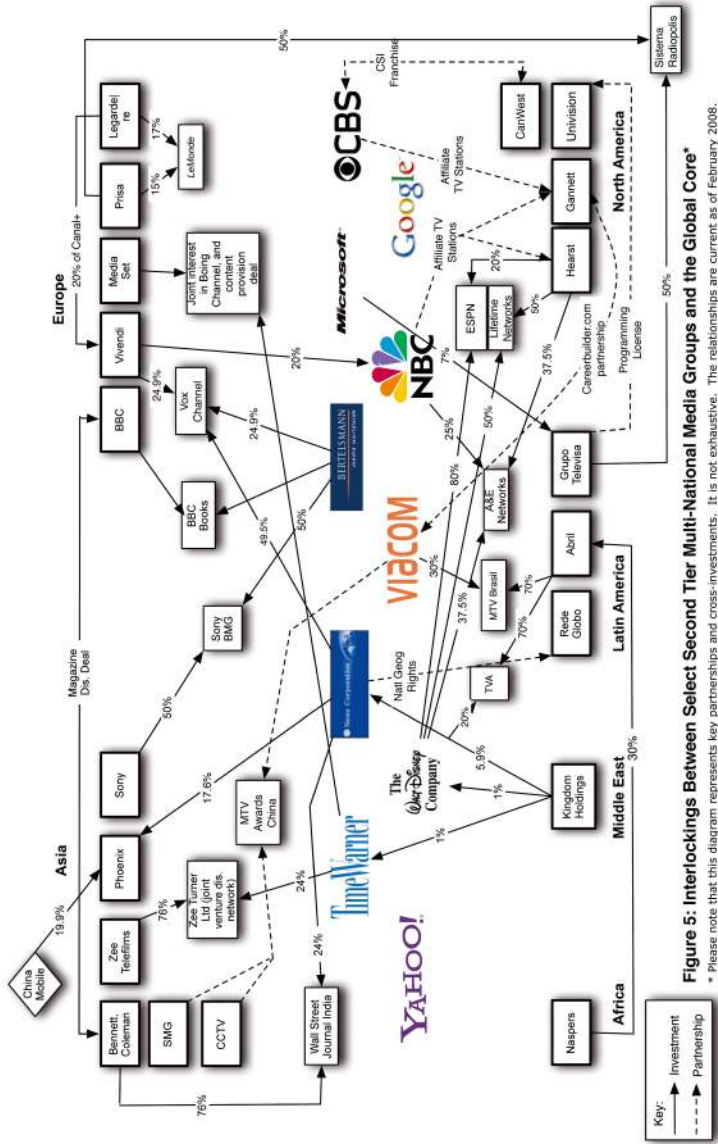 Asia
Europe
China
Mobile
19.9%
Magazine
Dis. Deal
20% of Canal+
50%
Bennett,
Coleman
Zee
Telefilms
Phoenix
Sony
BBC
Vivendi
Media
Set
Prisa
Legarde|
re
SMG
CCTV
76%
Zee Turner
Ltd (joint
venture dis.
network)
MTV
Awards
China
17.6%
50%
Sony
BMG
BBC
Books
24.9%
Vox
Channel
Joint interest
in Boing
Channel, and
content
provision
deal
15%
17%
LeMonde
76%
Wall Street
Journal India
24%
24%
49.5%
50%
24.9%
20%
YAHOO!
TimeWarner
News Corporation
VIACOM
BERTELSMANN
media worldwide
NBC
Microsoft
Google
CBS
CSI
Franchise
The
Walt Disney
Company
1%
1%
5.9%
20%
Natl Geog
Rights
TVA
70%
MTV Brasil
70%
30%
37.5%
A&E
Networks
80%
25%
50%
7%
ESPN
Lifetime
Networks
20%
50%
37.5%
Affiliate TV
Stations
Affiliate
TV Stations
Careerbuilder.com
partnership
Programming
License
Naspers
Kingdom
Holdings
Rede
Globo
Abril
Grupo
Televisa
Hearst
Gannett
CanWest
Univision
Sistema
Radiopolis
30%
50%
Africa
Middle East
Latin America
North America
Key:
Investment
Partnership
Figure 5: Interlockings Between Select Second Tier Multi-National Media Groups and the Global Core*
* Please note that this diagram represents key partnerships and cross-investments. It is not exhaustive. The relationships are current as of February 2008.